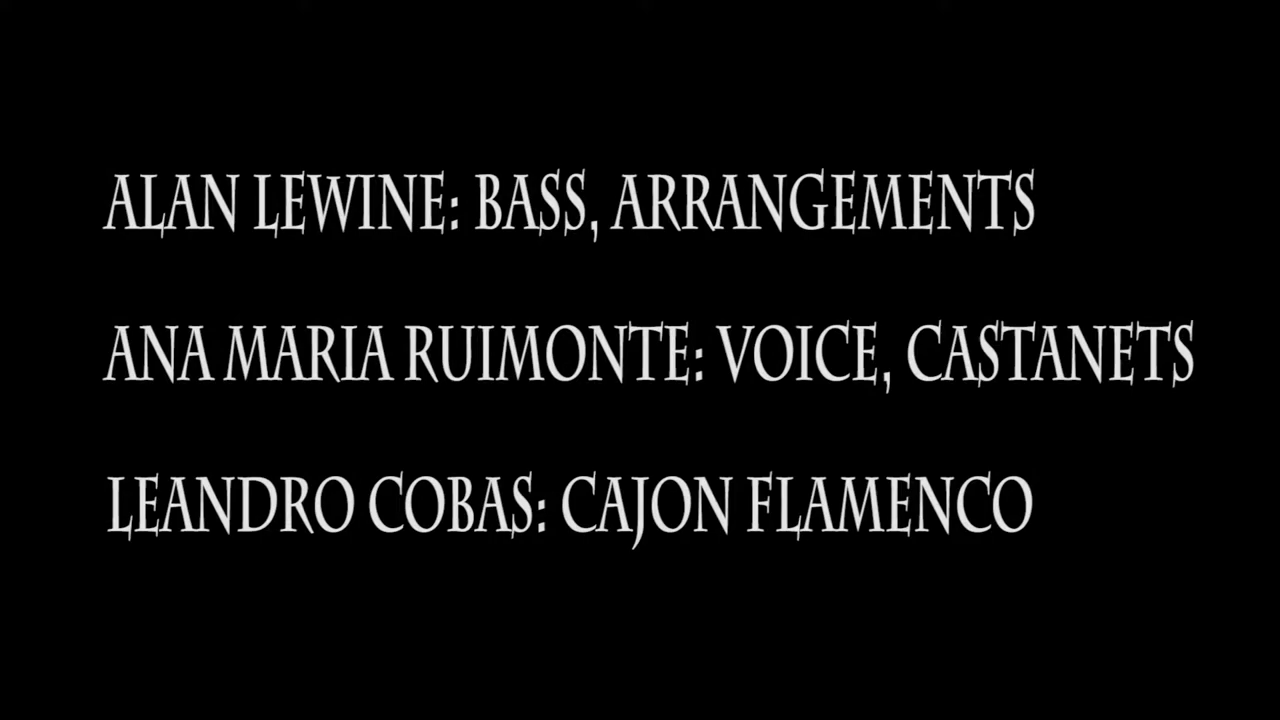 ALAN LEWINE: BASS, ARRANGEMENTS
ANA MARIA RUIMONTE: VOICE, CASTANETS
LEANDRO COBAS: CAJON FLAMENCO